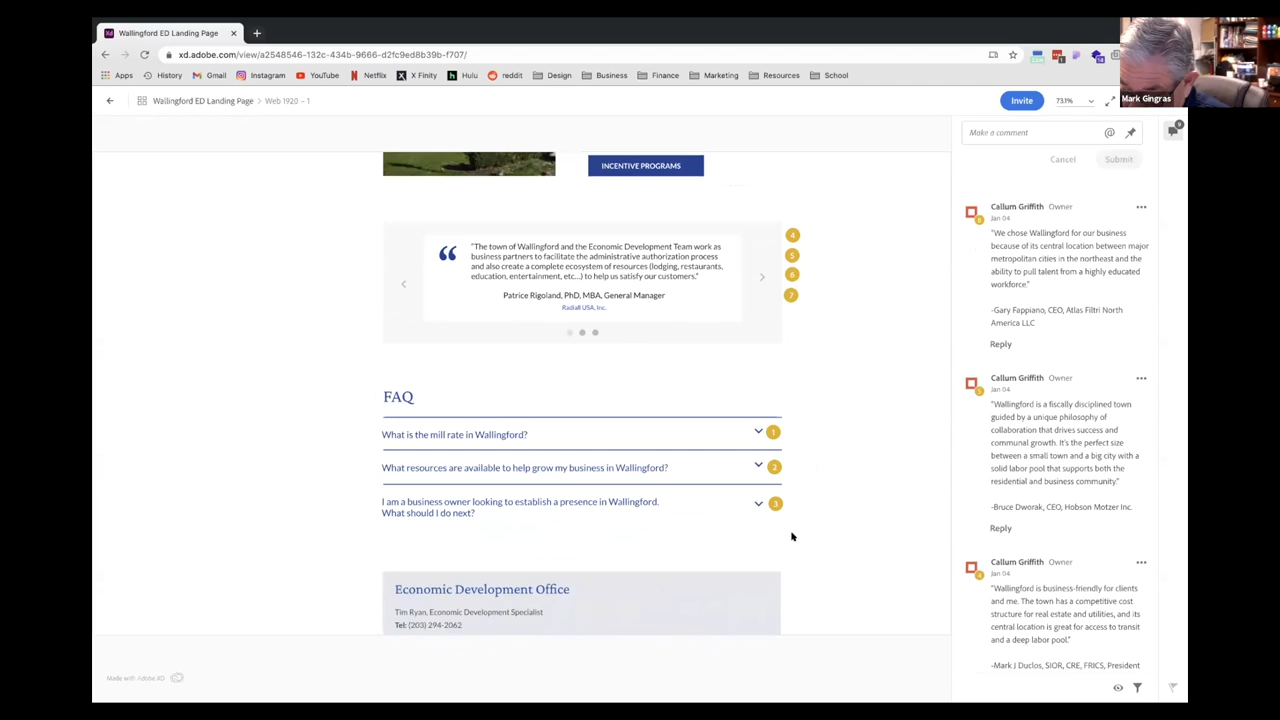 Wallingford ED Landing Page
xd.adobe.com/view/a2548546-132c-434b-9666-d2fc9ed8b39b-f707/
Apps History Gmail Instagram YouTube Netflix X Finity Hulu reddit Design Business Finance Marketing Resources School
Mark Gingras
Wallingford ED Landing Page > Web 1920 – 1
Invite
73.1%
9
INCENTIVE PROGRAMS
"The town of Wallingford and the Economic Development Team work as
business partners to facilitate the administrative authorization process
and also create a complete ecosystem of resources (lodging, restaurants,
education, entertainment, etc...) to help us satisfy our customers."
Patrice Rigoland, PhD, MBA, General Manager
Radiall USA, Inc.
4
5
6
7
FAQ
What is the mill rate in Wallingford?
1
What resources are available to help grow my business in Wallingford?
2
I am a business owner looking to establish a presence in Wallingford.
What should I do next?
3
Economic Development Office
Tim Ryan, Economic Development Specialist
Tel: (203) 294-2062
Made with Adobe XD
Make a comment
@
Cancel
Submit
Callum Griffith Owner
Jan 04
"We chose Wallingford for our business
because of its central location between major
metropolitan cities in the northeast and the
ability to pull talent from a highly educated
workforce."
-Gary Fappiano, CEO, Atlas Filtri North
America LLC
Reply
Callum Griffith Owner
Jan 04
"Wallingford is a fiscally disciplined town
guided by a unique philosophy of
collaboration that drives success and
communal growth. It's the perfect size
between a small town and a big city with a
solid labor pool that supports both the
residential and business community."
-Bruce Dworak, CEO, Hobson Motzer Inc.
Reply
Callum Griffith Owner
Jan 04
"Wallingford is business-friendly for clients
and me. The town has a competitive cost
structure for real estate and utilities, and its
central location is great for access to transit
and a deep labor pool."
-Mark J Duclos, SIOR, CRE, FRICS, President